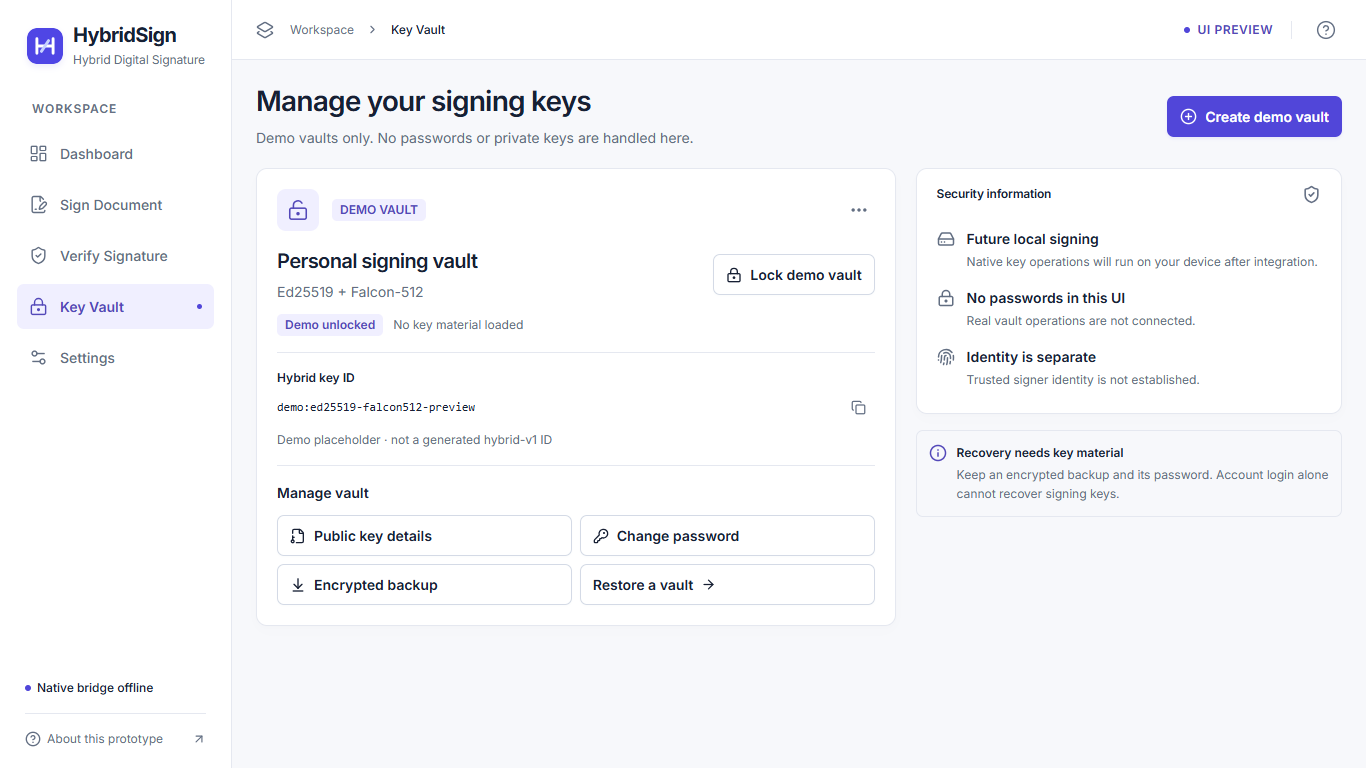 HybridSign
Hybrid Digital Signature
WORKSPACE
Dashboard
Sign Document
Verify Signature
Key Vault
Settings
Native bridge offline
About this prototype
Workspace
Key Vault
UI PREVIEW
Manage your signing keys
Demo vaults only. No passwords or private keys are handled here.
Create demo vault
DEMO VAULT
Personal signing vault
Ed25519 + Falcon-512
Lock demo vault
Demo unlocked
No key material loaded
Hybrid key ID
demo:ed25519-falcon512-preview
Demo placeholder · not a generated hybrid-v1 ID
Manage vault
Public key details
Change password
Encrypted backup
Restore a vault
Security information
Future local signing
Native key operations will run on your device after integration.
No passwords in this UI
Real vault operations are not connected.
Identity is separate
Trusted signer identity is not established.
Recovery needs key material
Keep an encrypted backup and its password. Account login alone
cannot recover signing keys.